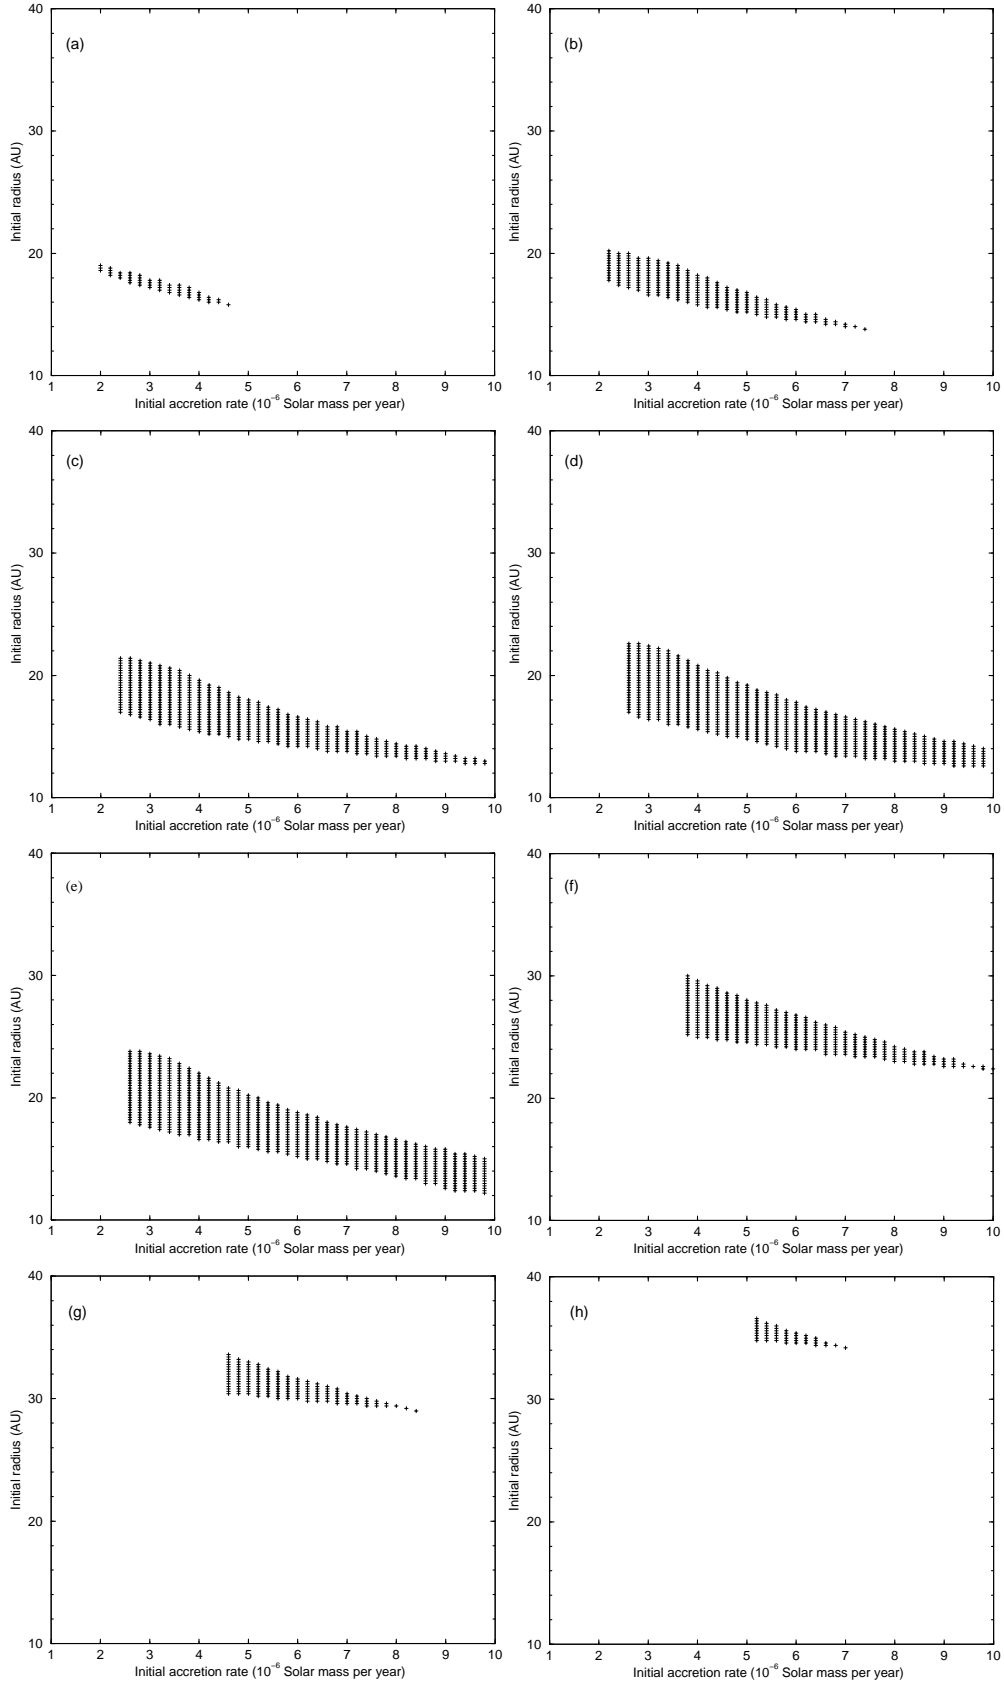 40
(a)
30
Initial radius (AU)
20
10
1 2 3 4 5 6 7 8 9 10
Initial accretion rate (10⁻⁶ Solar mass per year)
40
(b)
30
Initial radius (AU)
20
10
1 2 3 4 5 6 7 8 9 10
Initial accretion rate (10⁻⁶ Solar mass per year)
40
(c)
30
Initial radius (AU)
20
10
1 2 3 4 5 6 7 8 9 10
Initial accretion rate (10⁻⁶ Solar mass per year)
40
(d)
30
Initial radius (AU)
20
10
1 2 3 4 5 6 7 8 9 10
Initial accretion rate (10⁻⁶ Solar mass per year)
40
(e)
30
Initial radius (AU)
20
10
1 2 3 4 5 6 7 8 9 10
Initial accretion rate (10⁻⁶ Solar mass per year)
40
(f)
30
Initial radius (AU)
20
10
1 2 3 4 5 6 7 8 9 10
Initial accretion rate (10⁻⁶ Solar mass per year)
40
(g)
30
Initial radius (AU)
20
10
1 2 3 4 5 6 7 8 9 10
Initial accretion rate (10⁻⁶ Solar mass per year)
40
(h)
30
Initial radius (AU)
20
10
1 2 3 4 5 6 7 8 9 10
Initial accretion rate (10⁻⁶ Solar mass per year)